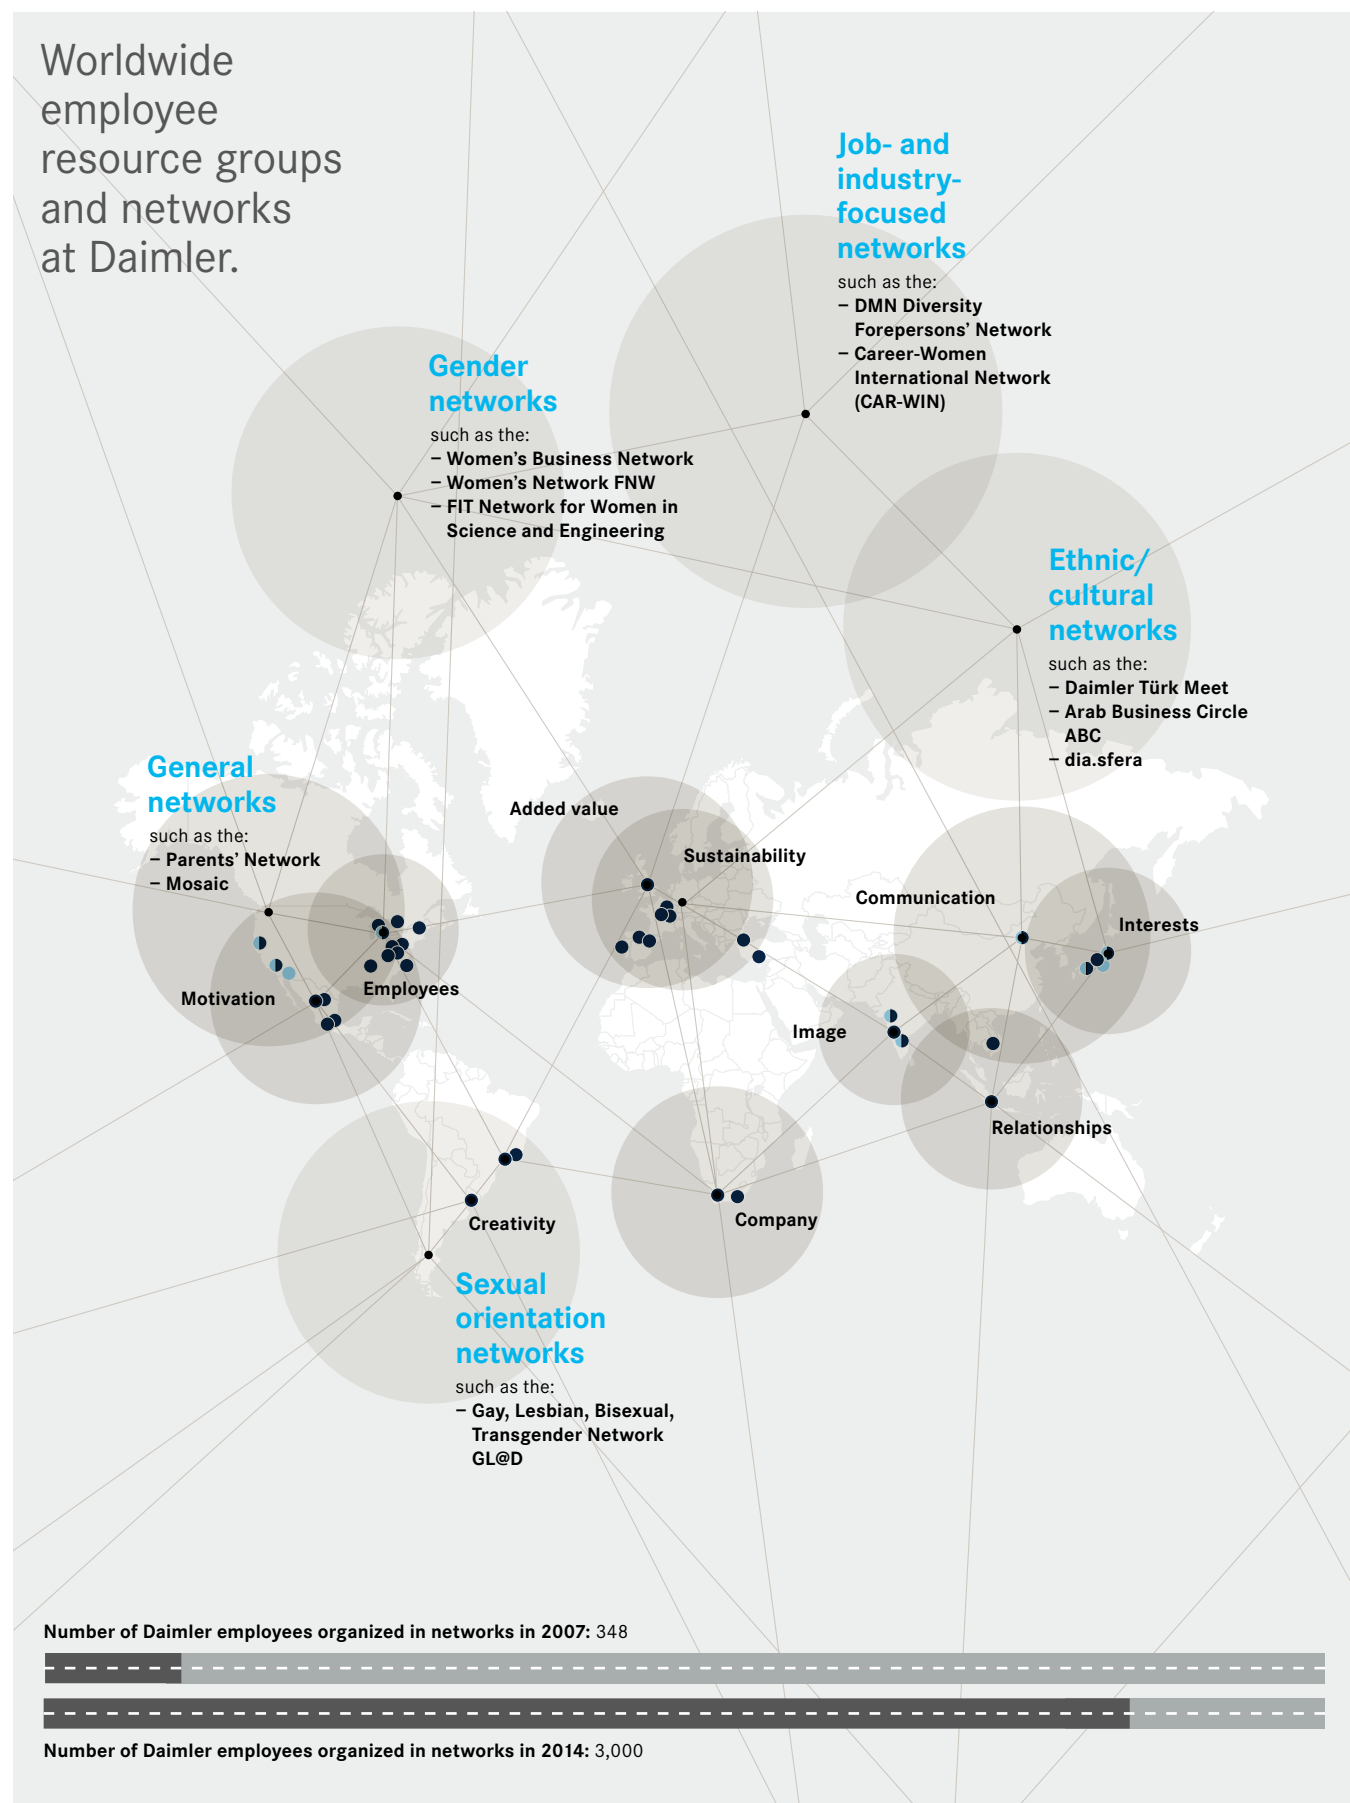 Worldwide
employee
resource groups
and networks
at Daimler.
Job- and
industry-
focused
networks
such as the:
– DMN Diversity
Forepersons’ Network
– Career-Women
International Network
(CAR-WIN)
Gender
networks
such as the:
– Women’s Business Network
– Women’s Network FNW
– FIT Network for Women in
Science and Engineering
Ethnic/
cultural
networks
such as the:
– Daimler Türk Meet
– Arab Business Circle
ABC
– dia.sfera
General
networks
such as the:
– Parents’ Network
– Mosaic
Added value
Sustainability
Communication
Interests
Motivation
Employees
Image
Relationships
Creativity
Company
Sexual
orientation
networks
such as the:
– Gay, Lesbian, Bisexual,
Transgender Network
GL@D
Number of Daimler employees organized in networks in 2007: 348
Number of Daimler employees organized in networks in 2014: 3,000